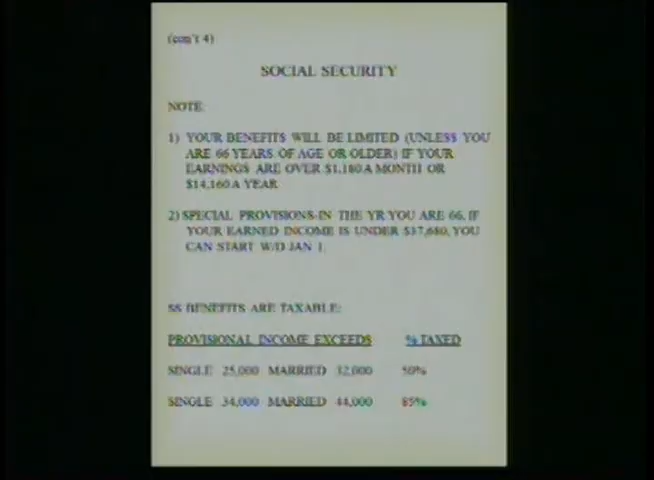 (con't 4)
SOCIAL SECURITY
NOTE:
1) YOUR BENEFITS WILL BE LIMITED (UNLESS YOU
ARE 66 YEARS OF AGE OR OLDER) IF YOUR
EARNINGS ARE OVER $1,180 A MONTH OR
$14,160 A YEAR.
2) SPECIAL PROVISIONS-IN THE YR YOU ARE 66, IF
YOUR EARNED INCOME IS UNDER $37,680, YOU
CAN START W/D JAN 1.
SS BENEFITS ARE TAXABLE:
PROVISIONAL INCOME EXCEEDS % TAXED
SINGLE 25,000 MARRIED 32,000 50%
SINGLE 34,000 MARRIED 44,000 85%